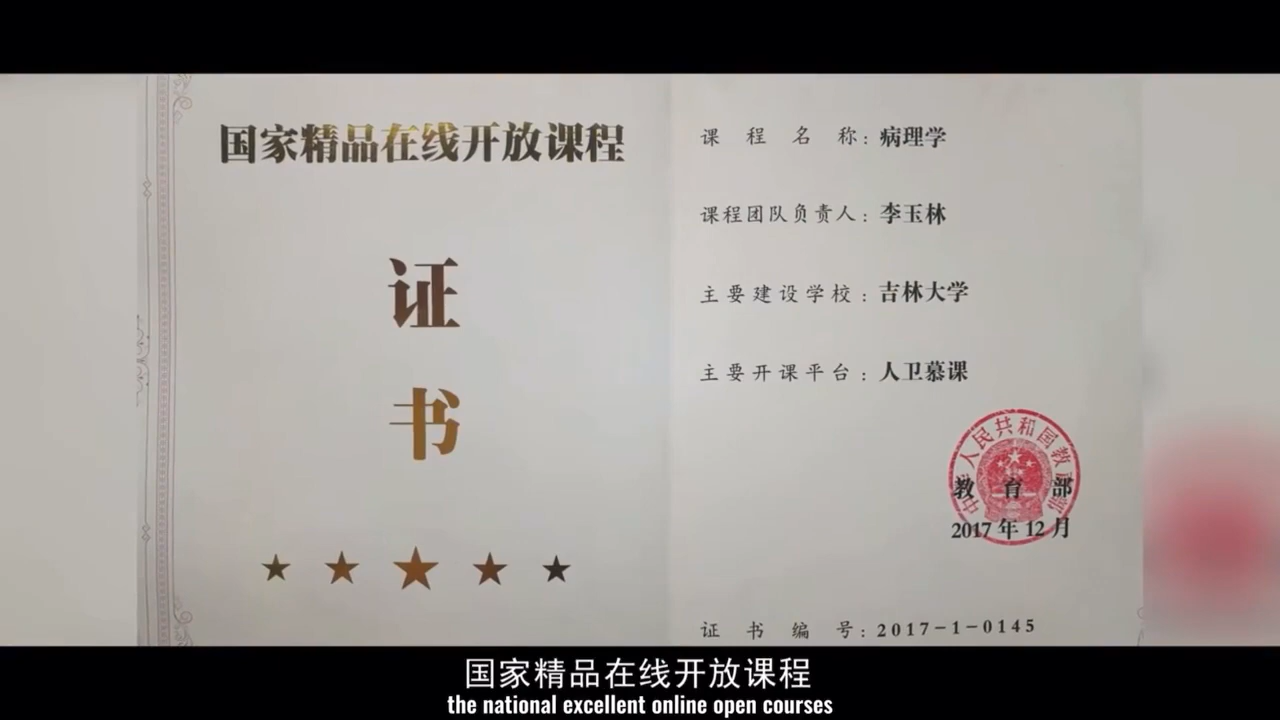 国家精品在线开放课程
证
书
课程名称：病理学
课程团队负责人：李玉林
主要建设学校：吉林大学
主要开课平台：人卫慕课
中华人民共和国教育部
教育部
2017年12月
证书编号：2017-1-0145
国家精品在线开放课程
the national excellent online open courses